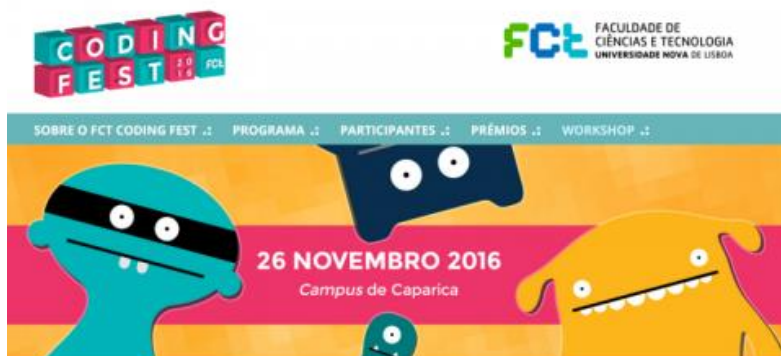 CODING
FEST 2016 FCT
FCT FACULDADE DE
CIÊNCIAS E TECNOLOGIA
UNIVERSIDADE NOVA DE LISBOA
SOBRE O FCT CODING FEST .: PROGRAMA .: PARTICIPANTES .: PRÉMIOS .: WORKSHOP .:
26 NOVEMBRO 2016
Campus de Caparica